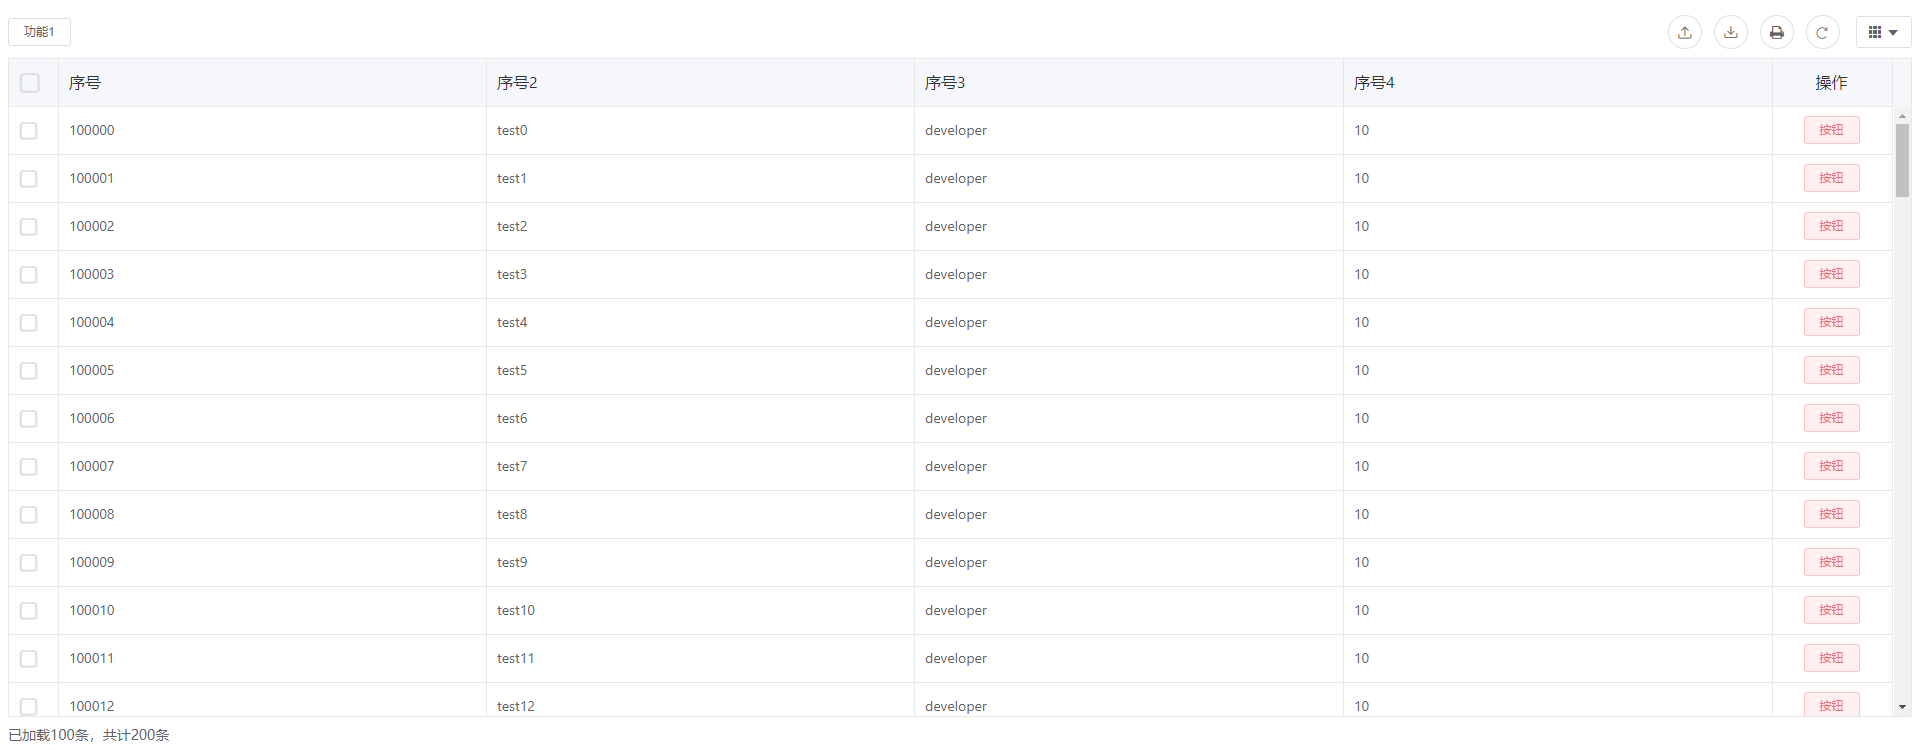 功能1
序号 序号2 序号3 序号4 操作
100000 test0 developer 10 按钮
100001 test1 developer 10 按钮
100002 test2 developer 10 按钮
100003 test3 developer 10 按钮
100004 test4 developer 10 按钮
100005 test5 developer 10 按钮
100006 test6 developer 10 按钮
100007 test7 developer 10 按钮
100008 test8 developer 10 按钮
100009 test9 developer 10 按钮
100010 test10 developer 10 按钮
100011 test11 developer 10 按钮
100012 test12 developer 10 按钮
已加载100条，共计200条